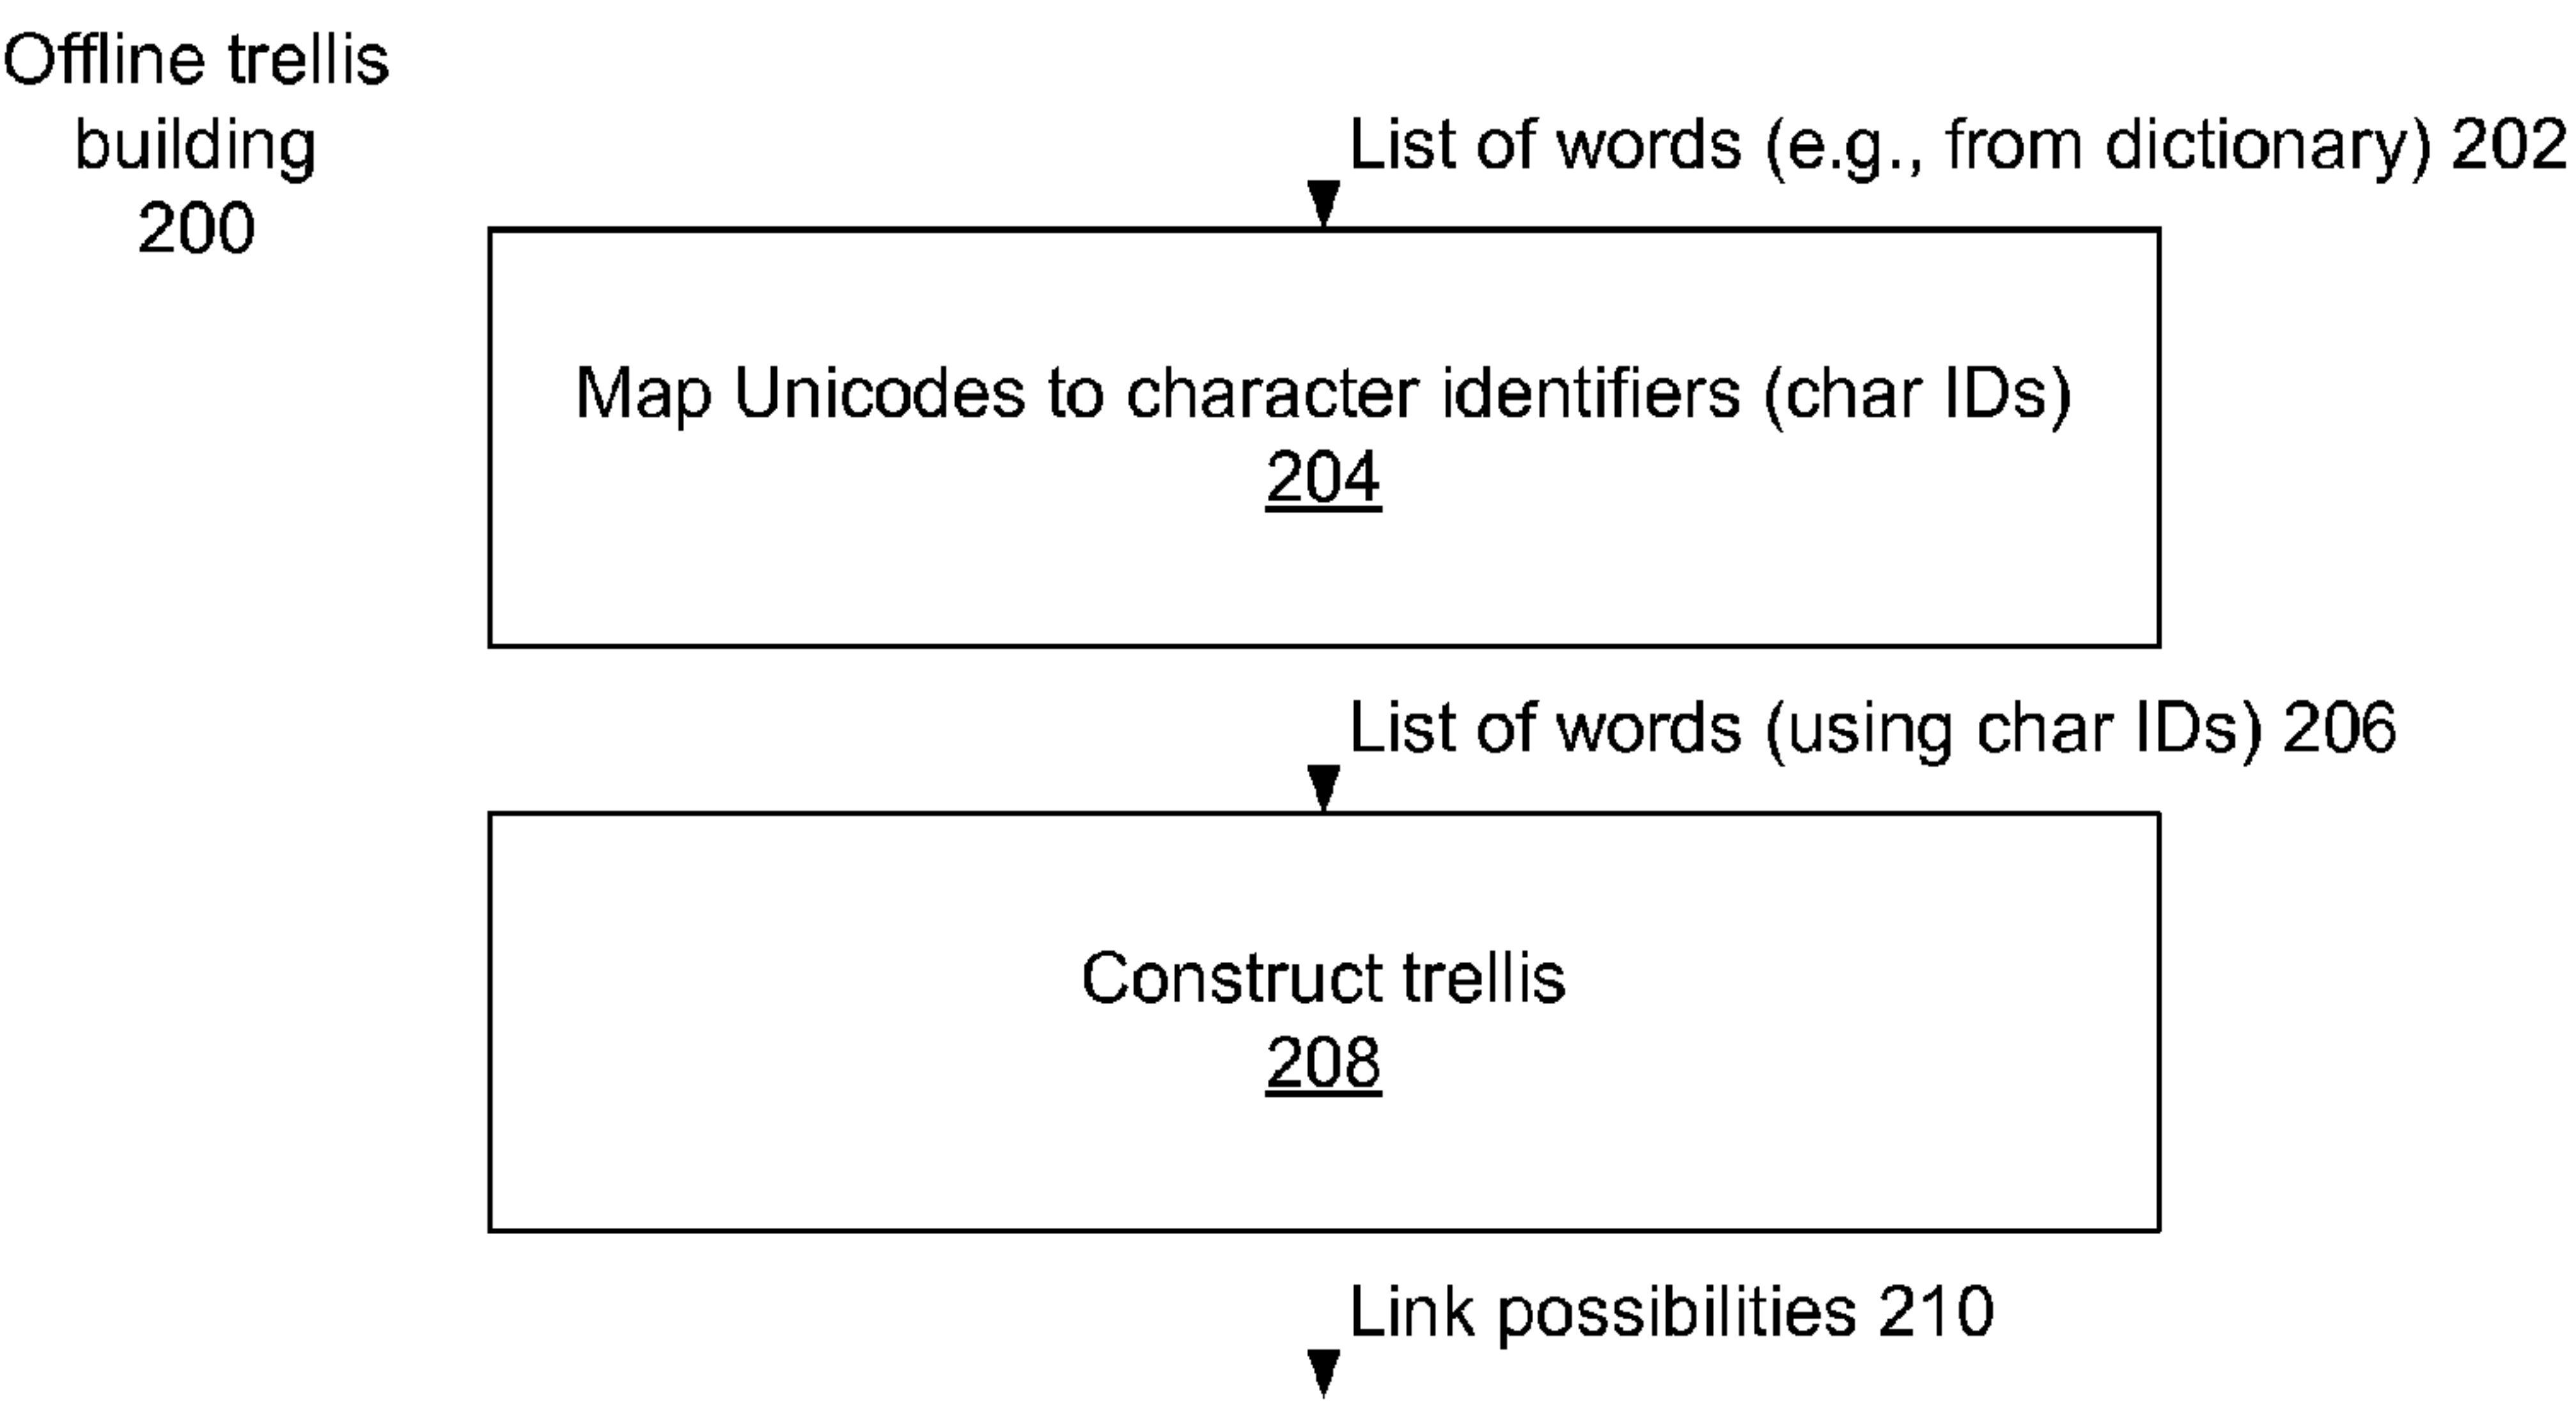 Offline trellis
building
200
List of words (e.g., from dictionary) 202
Map Unicodes to character identifiers (char IDs)
204
List of words (using char IDs) 206
Construct trellis
208
Link possibilities 210